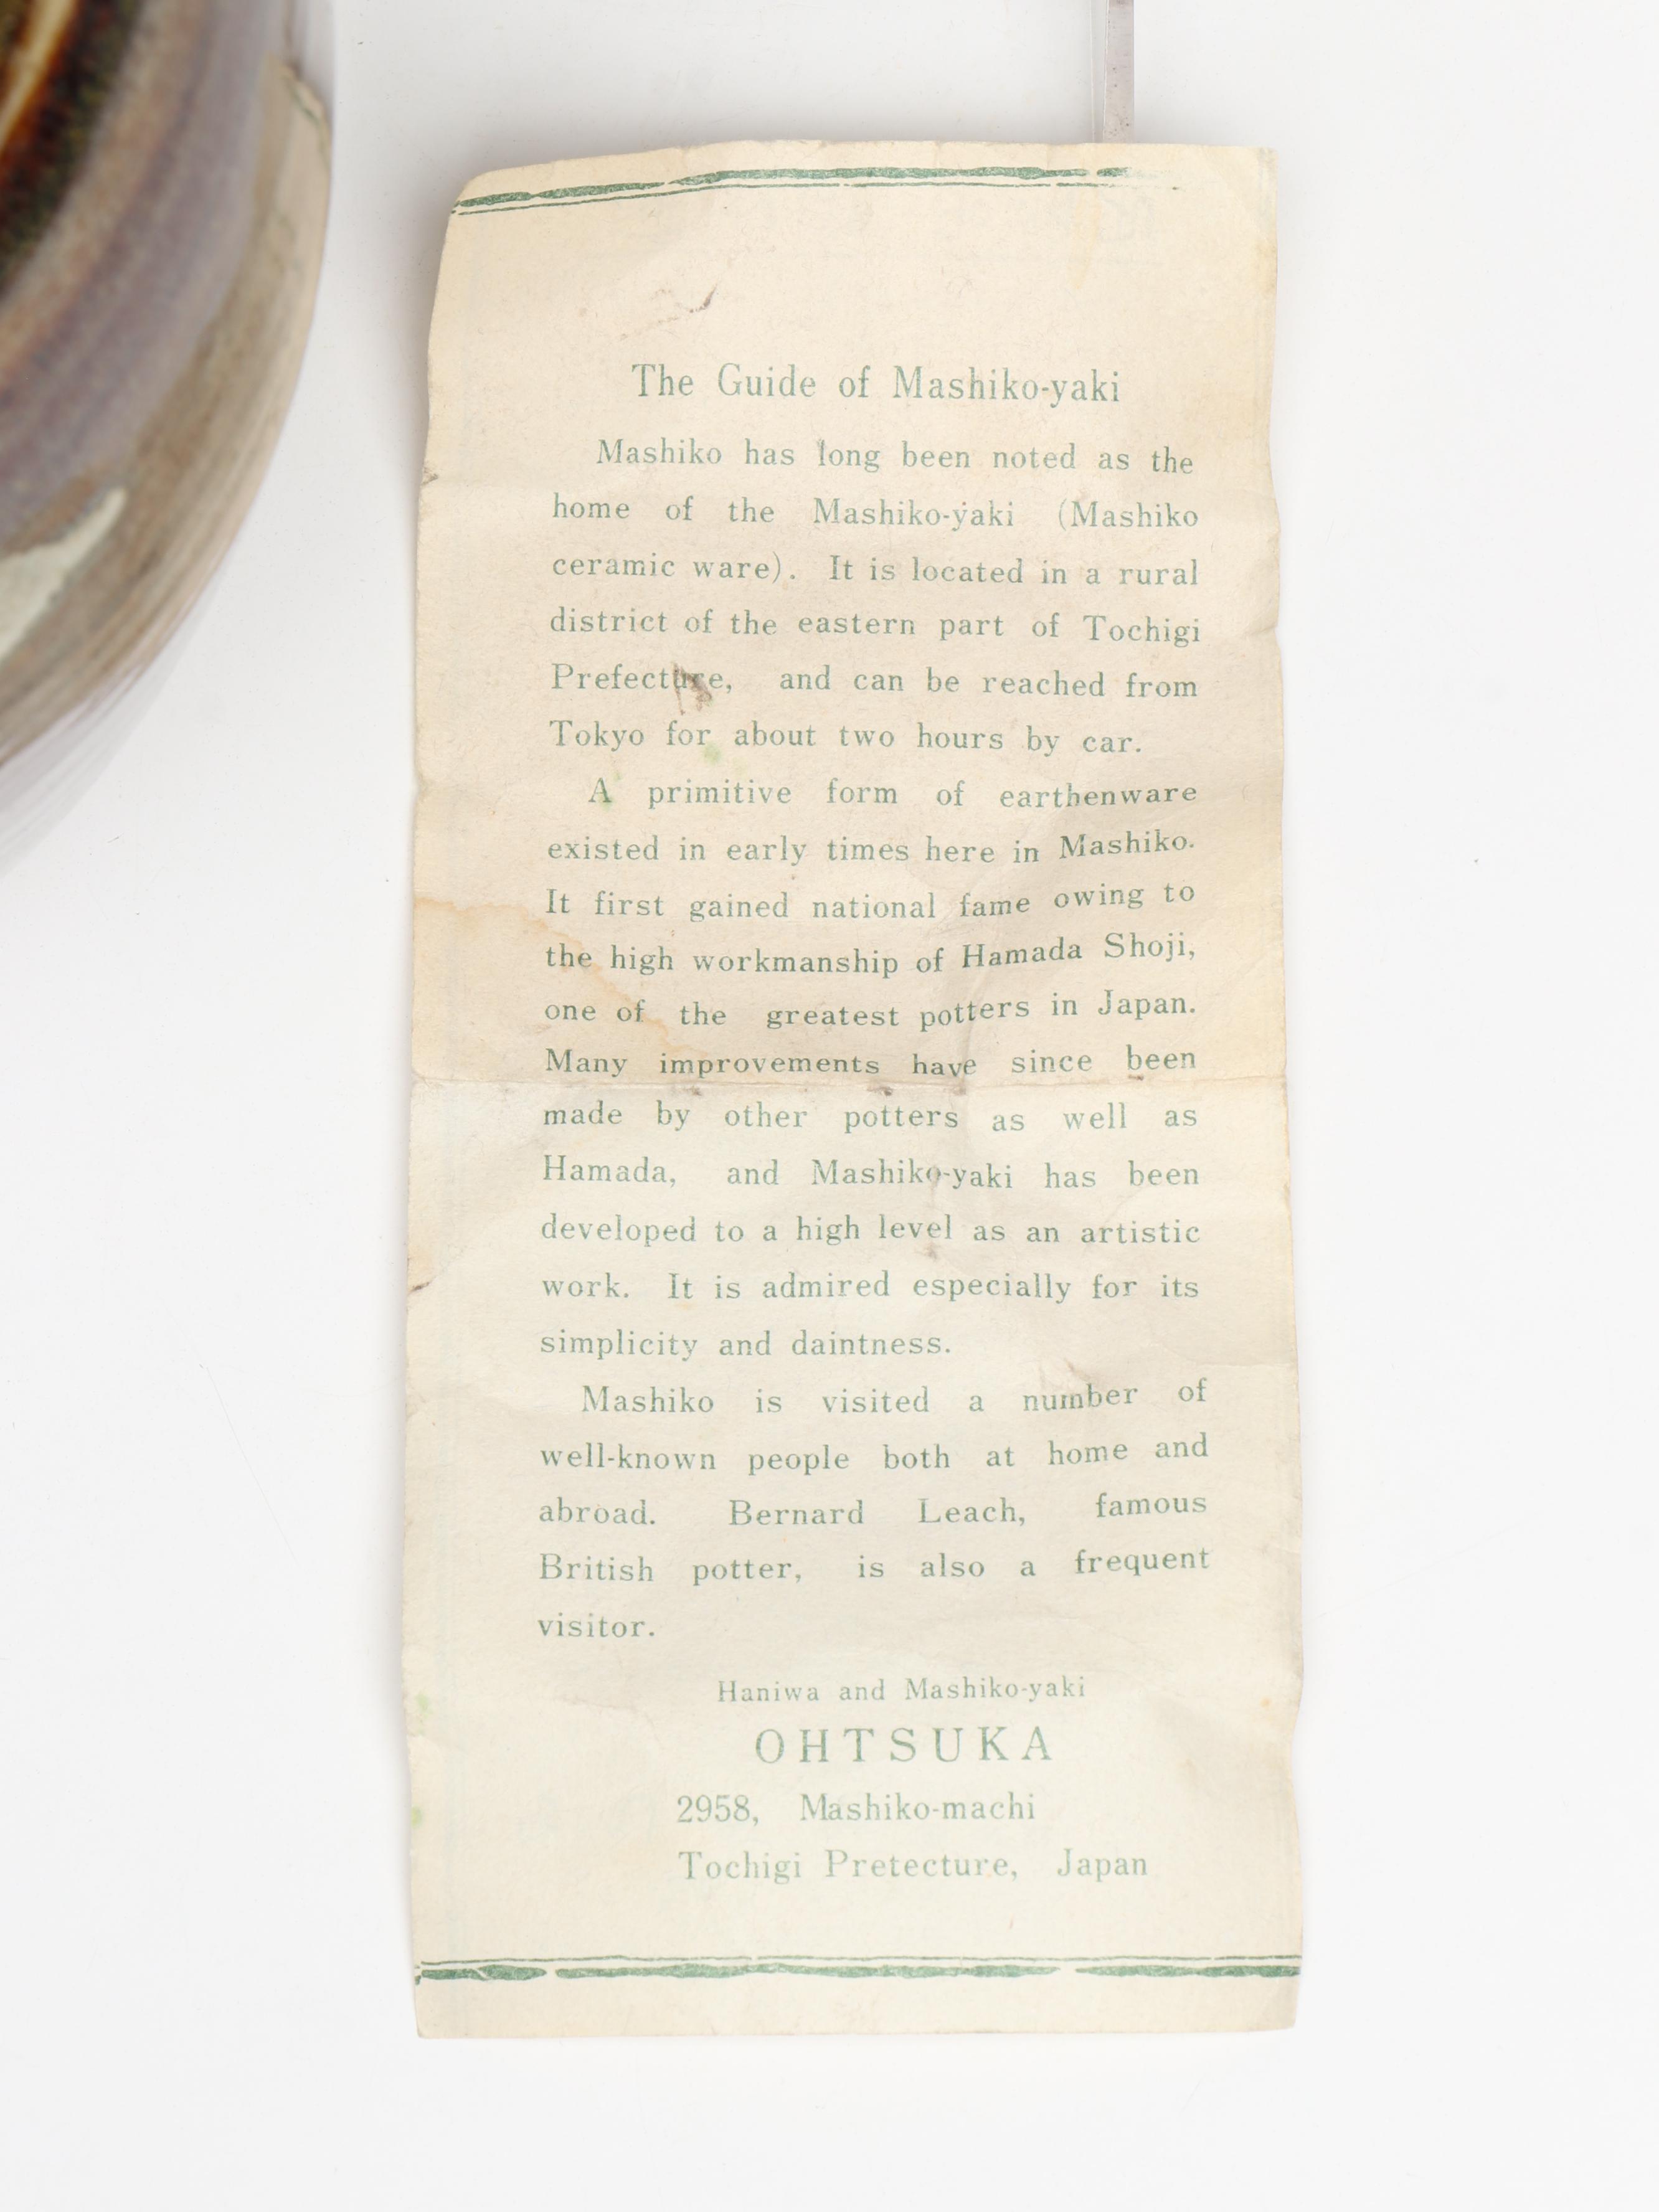 The Guide of Mashiko-yaki
Mashiko has long been noted as the
home of the Mashiko-yaki (Mashiko
ceramic ware). It is located in a rural
district of the eastern part of Tochigi
Prefecture, and can be reached from
Tokyo for about two hours by car.
A primitive form of earthenware
existed in early times here in Mashiko.
It first gained national fame owing to
the high workmanship of Hamada Shoji,
one of the greatest potters in Japan.
Many improvements have since been
made by other potters as well as
Hamada, and Mashiko-yaki has been
developed to a high level as an artistic
work. It is admired especially for its
simplicity and daintness.
Mashiko is visited a number of
well-known people both at home and
abroad. Bernard Leach, famous
British potter, is also a frequent
visitor.
Haniwa and Mashiko-yaki
OHTSUKA
2958, Mashiko-machi
Tochigi Pretecture, Japan